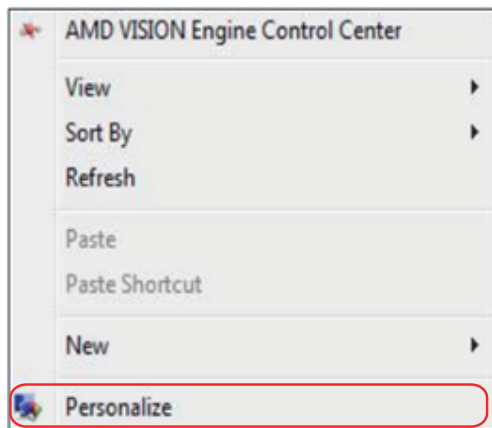 AMD VISION Engine Control Center
View
Sort By
Refresh
Paste
Paste Shortcut
New
Personalize